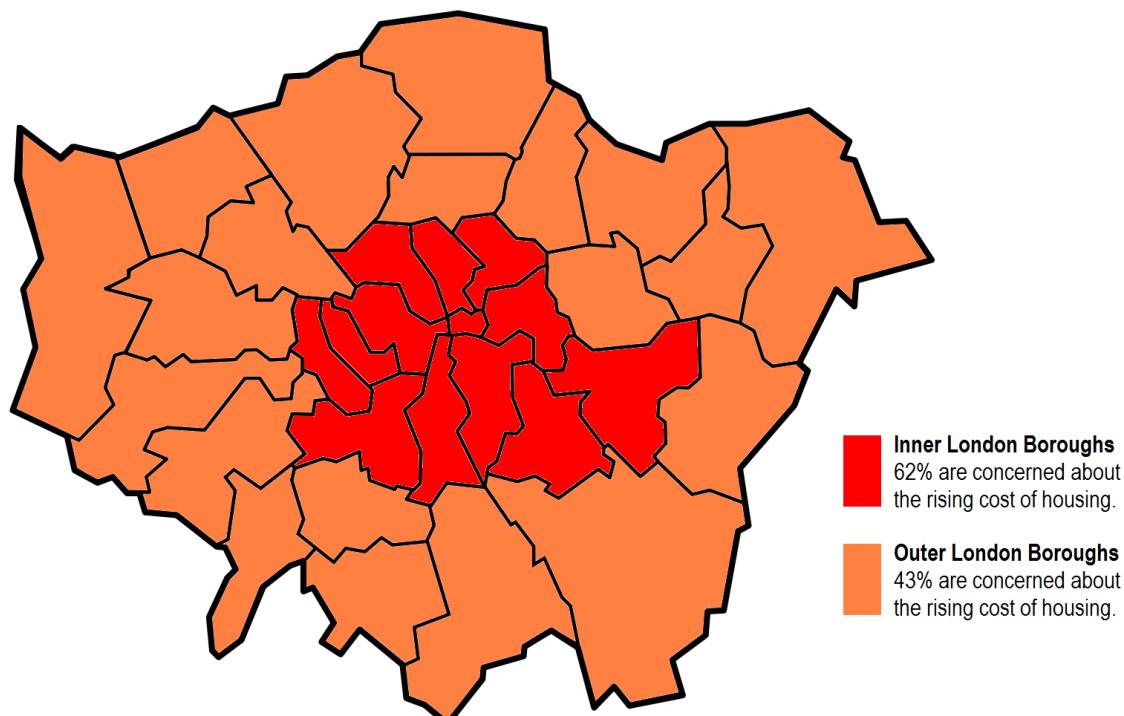 Inner London Boroughs
62% are concerned about
the rising cost of housing.
Outer London Boroughs
43% are concerned about
the rising cost of housing.